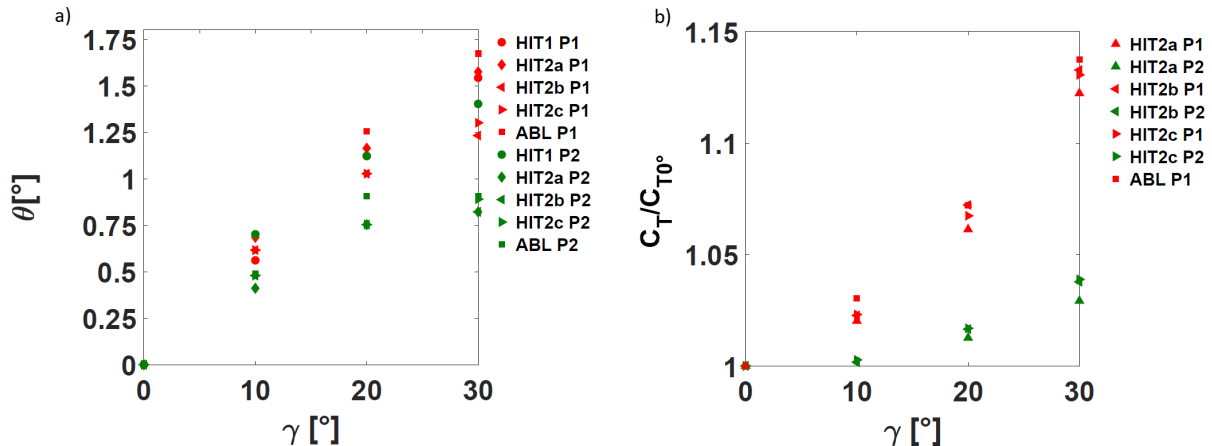 a)
θ[°]
1.75
1.5
1.25
1
0.75
0.5
0.25
0
0
10
20
30
γ [°]
HIT1 P1
HIT2a P1
HIT2b P1
HIT2c P1
ABL P1
HIT1 P2
HIT2a P2
HIT2b P2
HIT2c P2
ABL P2
b)
C_T/C_T0°
1.15
1.1
1.05
1
0
10
20
30
γ [°]
HIT2a P1
HIT2a P2
HIT2b P1
HIT2b P2
HIT2c P1
HIT2c P2
ABL P1